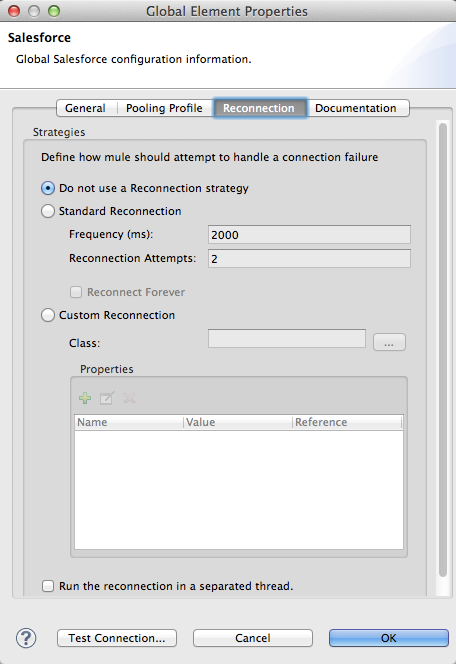 Global Element Properties
Salesforce
Global Salesforce configuration information.
General Pooling Profile Reconnection Documentation
Strategies
Define how mule should attempt to handle a connection failure
Do not use a Reconnection strategy
Standard Reconnection
Frequency (ms): 2000
Reconnection Attempts: 2
Reconnect Forever
Custom Reconnection
Class: ...
Properties
Name Value Reference
Run the reconnection in a separated thread.
? Test Connection... Cancel OK